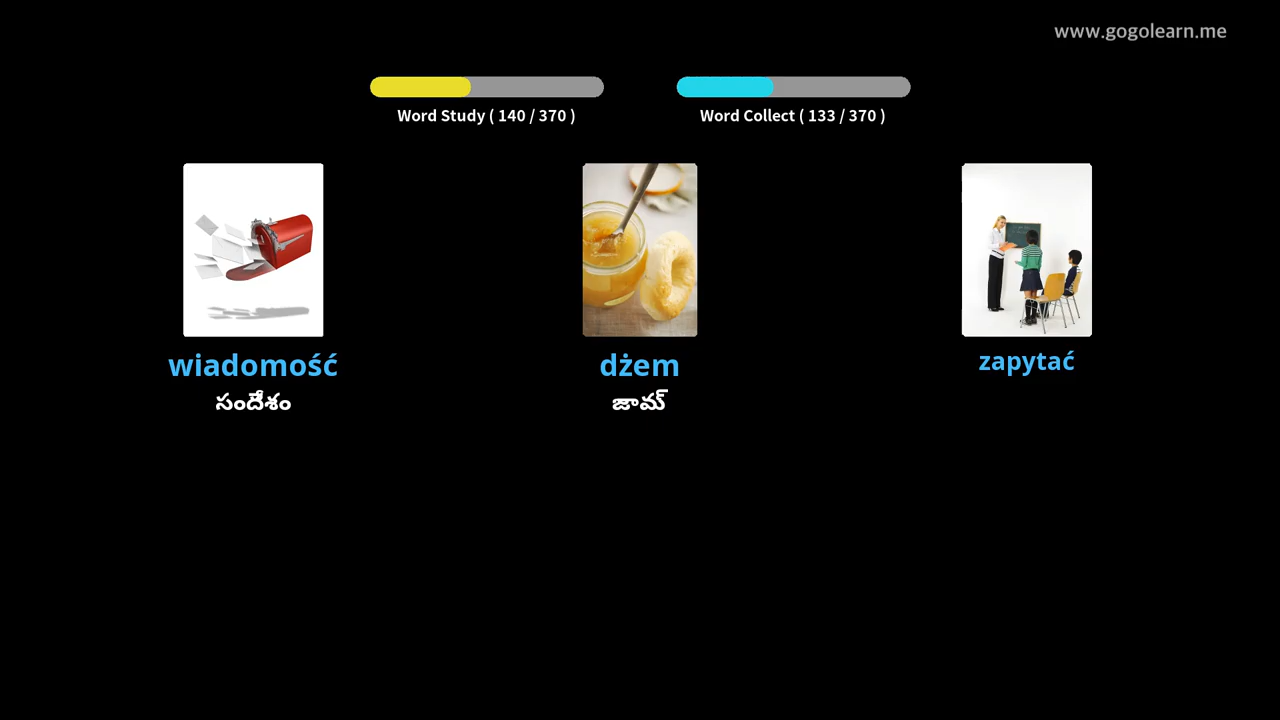 www.gogolearn.me
Word Study ( 140 / 370 )
Word Collect ( 133 / 370 )
wiadomość
సందేశం
dżem
జామ్
zapytać